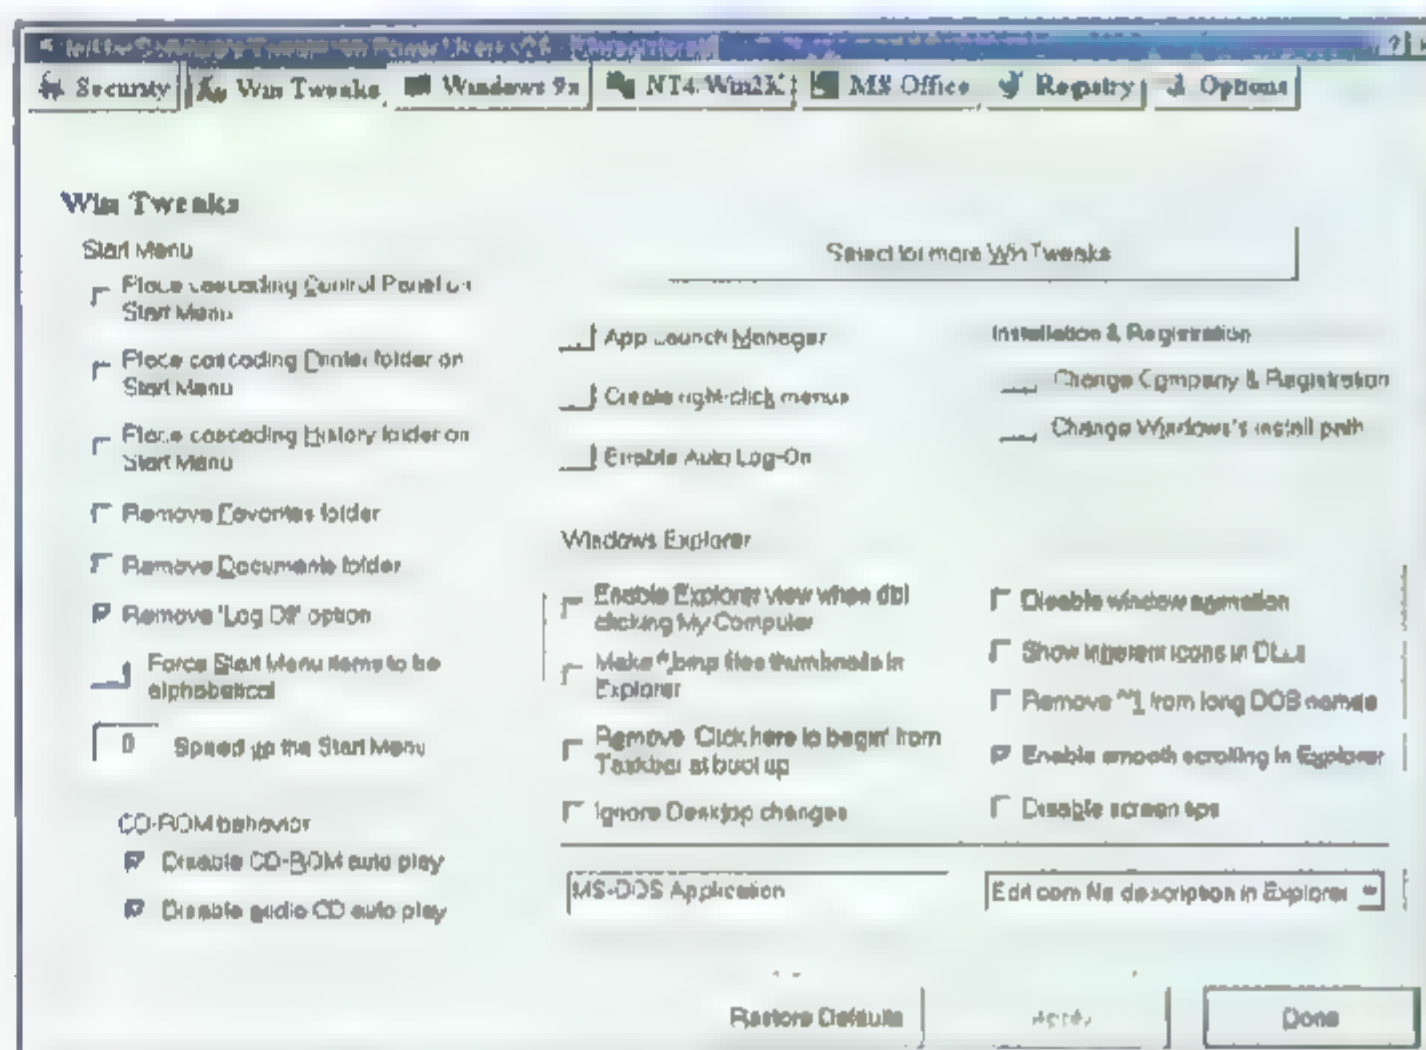 Security Win Tweaks Windows 9x NT4/Win2K MS Office Registry Options
Win Tweaks
Start Menu
Place cascading Control Panel on
Start Menu
Place cascading Printer folder on
Start Menu
Place cascading History folder on
Start Menu
Remove Favorites folder
Remove Documents folder
Remove 'Log Off' option
Force Start Menu items to be
alphabetical
0 Speed up the Start Menu
CD-ROM behavior
Disable CD-ROM auto play
Disable audio CD auto play
Select for more Win Tweaks
App Launch Manager
Create right-click menus
Enable Auto Log-On
Installation & Registration
Change Company & Registration
Change Windows's install path
Windows Explorer
Enable Explorer view when dbl
clicking My Computer
Make *.bmp files thumbnails in
Explorer
Remove 'Click here to begin' from
Taskbar at boot up
Ignore Desktop changes
Disable window animation
Show inherent icons in DLLs
Remove "~1" from long DOS names
Enable smooth scrolling in Explorer
Disable screen tips
MS-DOS Application
Edit com file description in Explorer
Restore Defaults Apply Done